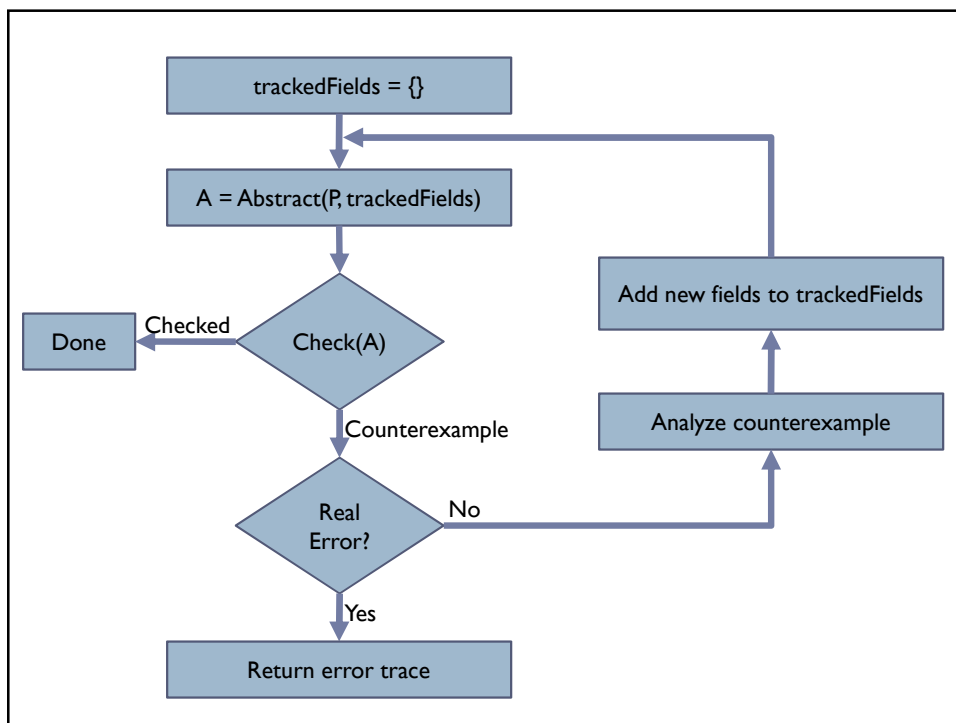 trackedFields = {}
A = Abstract(P, trackedFields)
Add new fields to trackedFields
Checked
Done
Check(A)
Analyze counterexample
Counterexample
No
Real
Error?
Yes
Return error trace